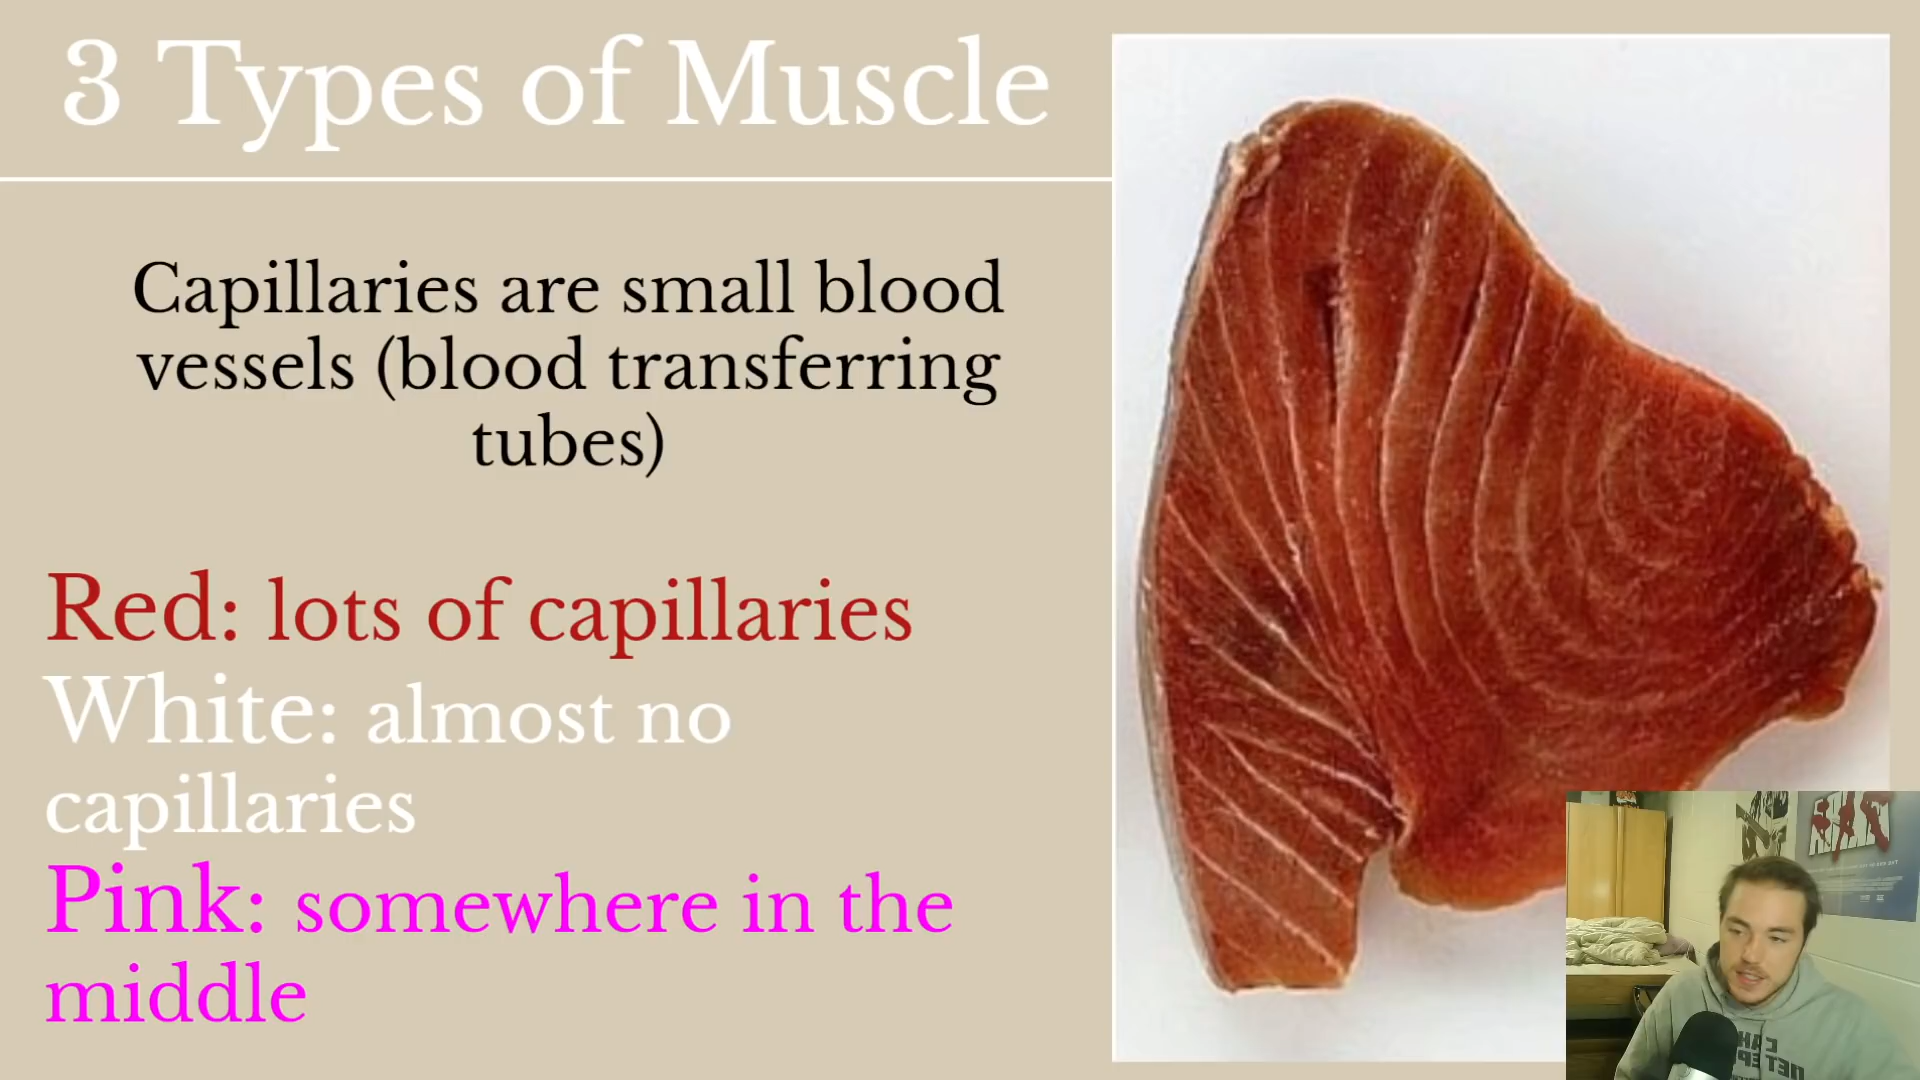 3 Types of Muscle
Capillaries are small blood
vessels (blood transferring
tubes)
Red: lots of capillaries
White: almost no
capillaries
Pink: somewhere in the
middle